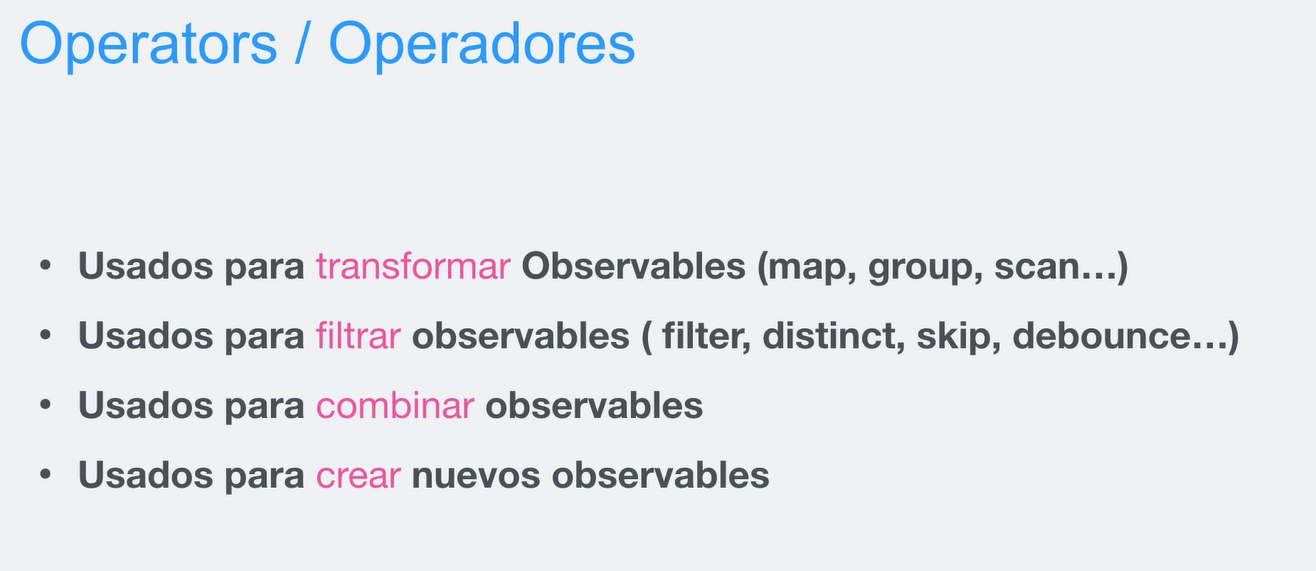 Operators / Operadores
• Usados para transformar Observables (map, group, scan...)
• Usados para filtrar observables ( filter, distinct, skip, debounce...)
• Usados para combinar observables
• Usados para crear nuevos observables